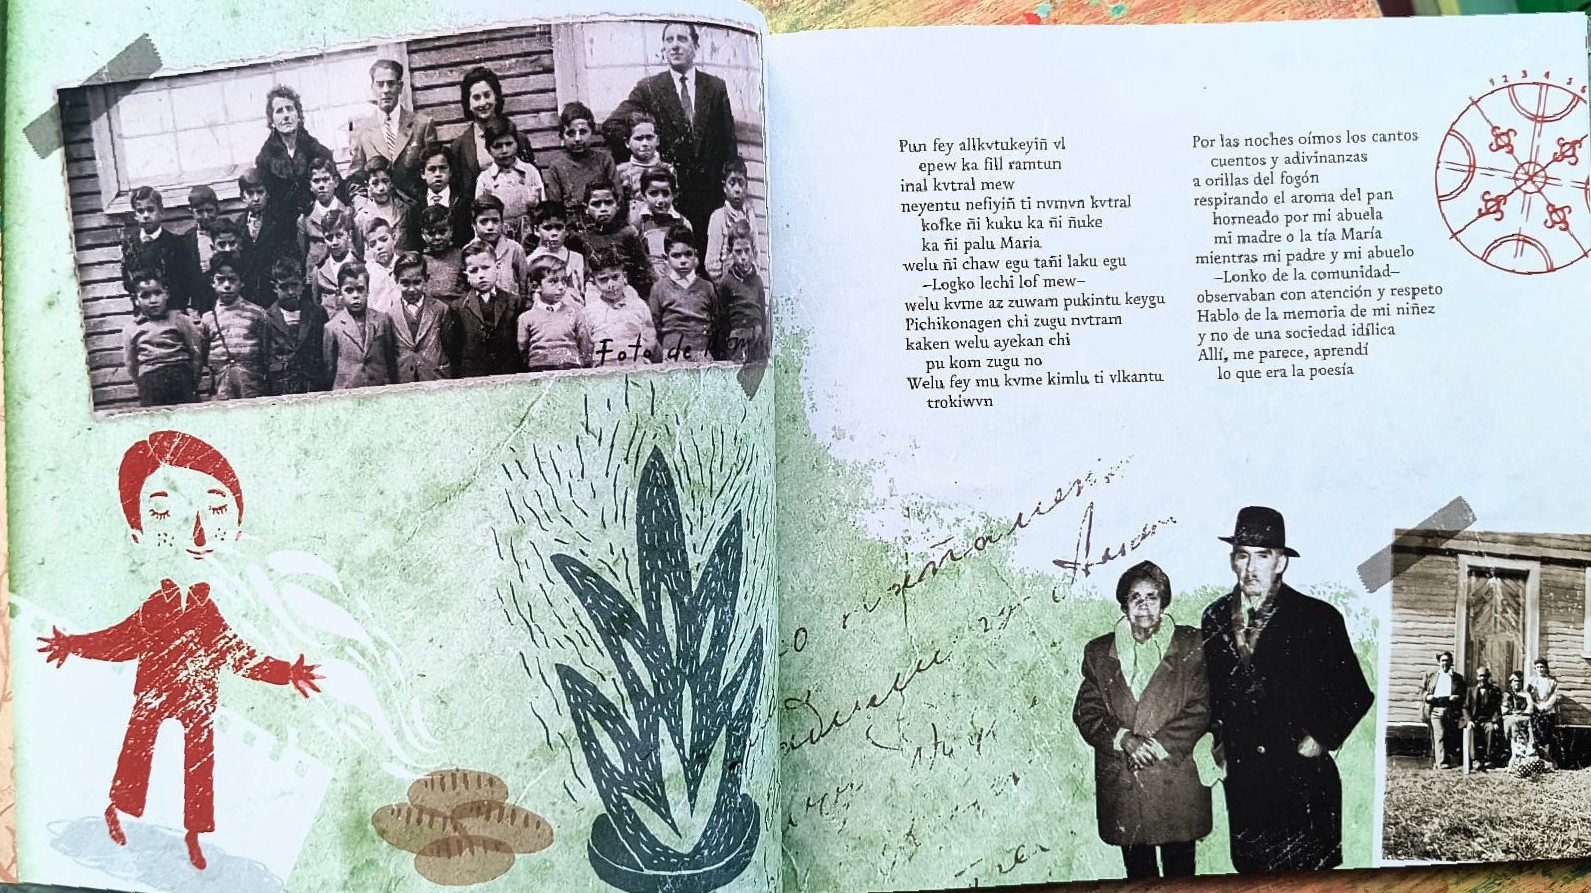 Foto de
Pun fey allkvtukeyiñ vl
epew ka fill ramtun
inal kvtral mew
neyentu nefiyiñ ti nvmvn kvtral
kofke ñi kuku ka ñi ñuke
ka ñi palu Maria
welu ñi chaw egu tañi laku egu
–Logko lechi lof mew–
welu kvme az zuwam pukintu keygu
Pichikonagen chi zugu nvtram
kaken welu ayekan chi
pu kom zugu no
Welu fey mu kvme kimlu ti vlkantu
trokiwvn
Por las noches oímos los cantos
cuentos y adivinanzas
a orillas del fogón
respirando el aroma del pan
horneado por mi abuela
mi madre o la tía María
mientras mi padre y mi abuelo
–Lonko de la comunidad–
observaban con atención y respeto
Hablo de la memoria de mi niñez
y no de una sociedad idílica
Allí, me parece, aprendí
lo que era la poesía
1 2 3 4 5 6